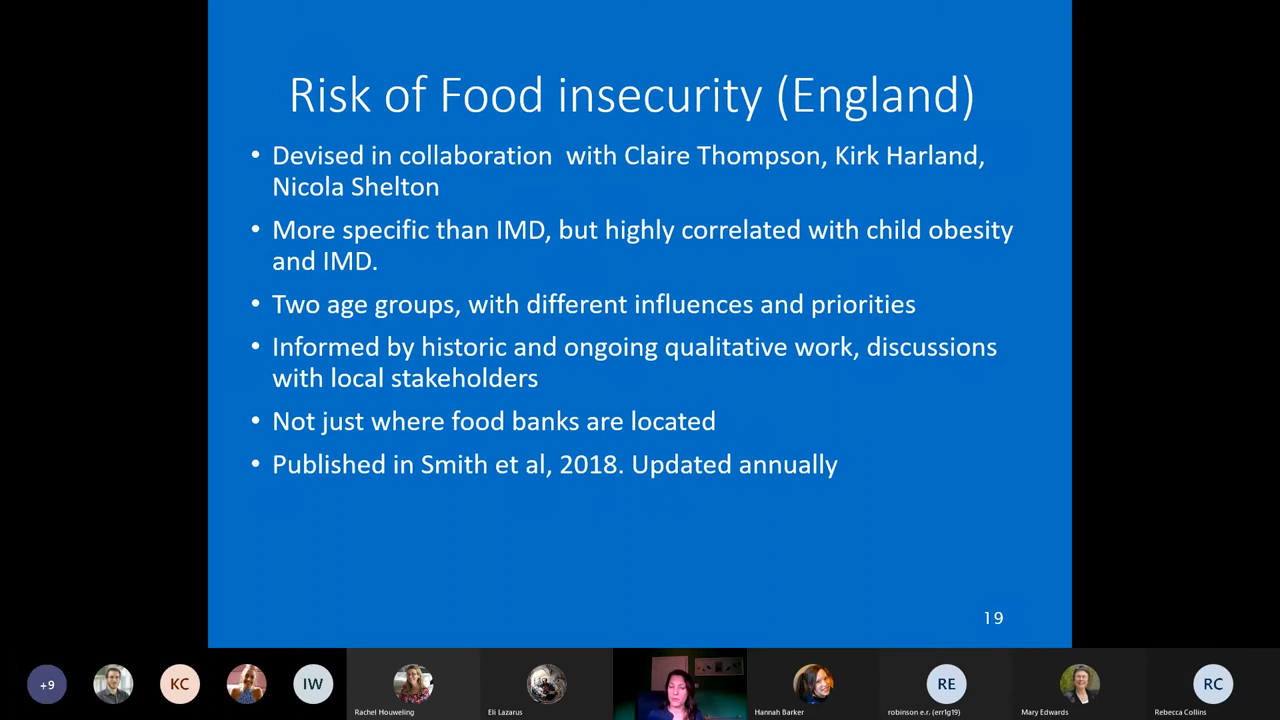 Risk of Food insecurity (England)
• Devised in collaboration with Claire Thompson, Kirk Harland,
Nicola Shelton
• More specific than IMD, but highly correlated with child obesity
and IMD.
• Two age groups, with different influences and priorities
• Informed by historic and ongoing qualitative work, discussions
with local stakeholders
• Not just where food banks are located
• Published in Smith et al, 2018. Updated annually
19
+9
KC
IW
RE
RC
Rachel Houweling
Eli Lazarus
Hannah Barker
robinson e.r. (err1g19)
Mary Edwards
Rebecca Collins